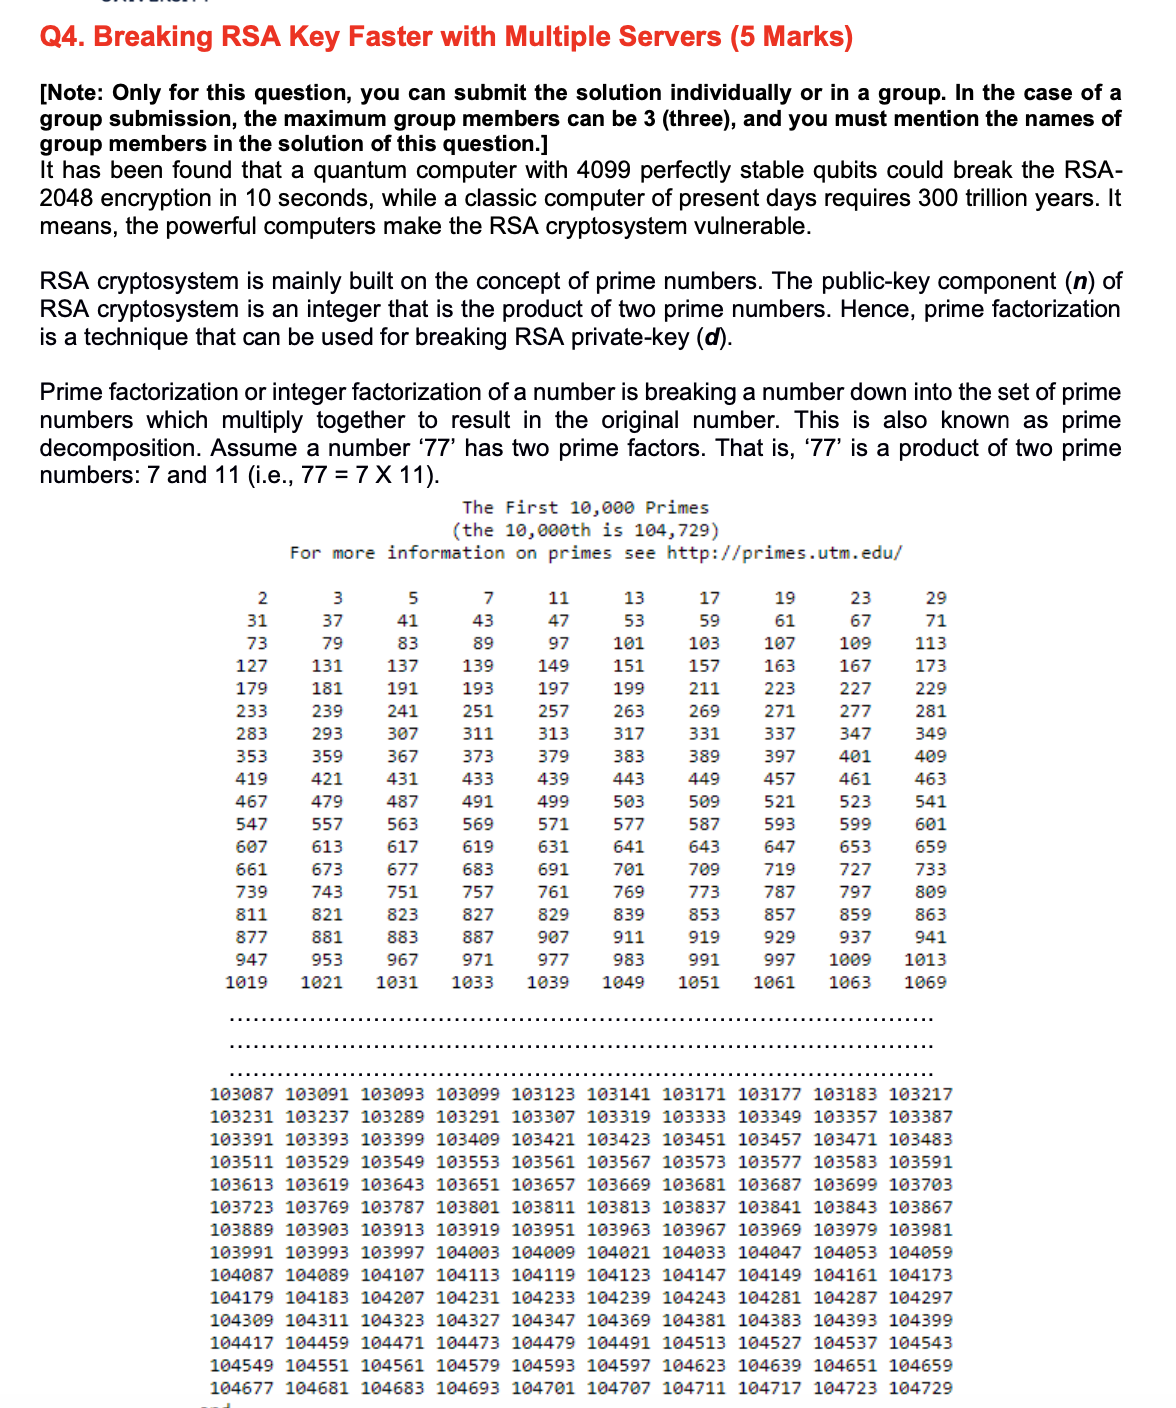 Q4. Breaking RSA Key Faster with Multiple Servers (5 Marks)
[Note: Only for this question, you can submit the solution individually or in a group. In the case of a
group submission, the maximum group members can be 3 (three), and you must mention the names of
group members in the solution of this question.]
It has been found that a quantum computer with 4099 perfectly stable qubits could break the RSA-
2048 encryption in 10 seconds, while a classic computer of present days requires 300 trillion years. It
means, the powerful computers make the RSA cryptosystem vulnerable.
RSA cryptosystem is mainly built on the concept of prime numbers. The public-key component (n) of
RSA cryptosystem is an integer that is the product of two prime numbers. Hence, prime factorization
is a technique that can be used for breaking RSA private-key (d).
Prime factorization or integer factorization of a number is breaking a number down into the set of prime
numbers which multiply together to result in the original number. This is also known as prime
decomposition. Assume a number ‘77’ has two prime factors. That is, ‘77’ is a product of two prime
numbers: 7 and 11 (i.e., 77 = 7 X 11).
The First 10,000 Primes
(the 10,000th is 104,729)
For more information on primes see http://primes.utm.edu/
2 3 5 7 11 13 17 19 23 29
31 37 41 43 47 53 59 61 67 71
73 79 83 89 97 101 103 107 109 113
127 131 137 139 149 151 157 163 167 173
179 181 191 193 197 199 211 223 227 229
233 239 241 251 257 263 269 271 277 281
283 293 307 311 313 317 331 337 347 349
353 359 367 373 379 383 389 397 401 409
419 421 431 433 439 443 449 457 461 463
467 479 487 491 499 503 509 521 523 541
547 557 563 569 571 577 587 593 599 601
607 613 617 619 631 641 643 647 653 659
661 673 677 683 691 701 709 719 727 733
739 743 751 757 761 769 773 787 797 809
811 821 823 827 829 839 853 857 859 863
877 881 883 887 907 911 919 929 937 941
947 953 967 971 977 983 991 997 1009 1013
1019 1021 1031 1033 1039 1049 1051 1061 1063 1069
................................................................................
................................................................................
................................................................................
103087 103091 103093 103099 103123 103141 103171 103177 103183 103217
103231 103237 103289 103291 103307 103319 103333 103349 103357 103387
103391 103393 103399 103409 103421 103423 103451 103457 103471 103483
103511 103529 103549 103553 103561 103567 103573 103577 103583 103591
103613 103619 103643 103651 103657 103669 103681 103687 103699 103703
103723 103769 103787 103801 103811 103813 103837 103841 103843 103867
103889 103903 103913 103919 103951 103963 103967 103969 103979 103981
103991 103993 103997 104003 104009 104021 104033 104047 104053 104059
104087 104089 104107 104113 104119 104123 104147 104149 104161 104173
104179 104183 104207 104231 104233 104239 104243 104281 104287 104297
104309 104311 104323 104327 104347 104369 104381 104383 104393 104399
104417 104459 104471 104473 104479 104491 104513 104527 104537 104543
104549 104551 104561 104579 104593 104597 104623 104639 104651 104659
104677 104681 104683 104693 104701 104707 104711 104717 104723 104729